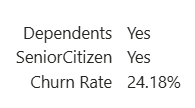 Dependents Yes
SeniorCitizen Yes
Churn Rate 24.18%